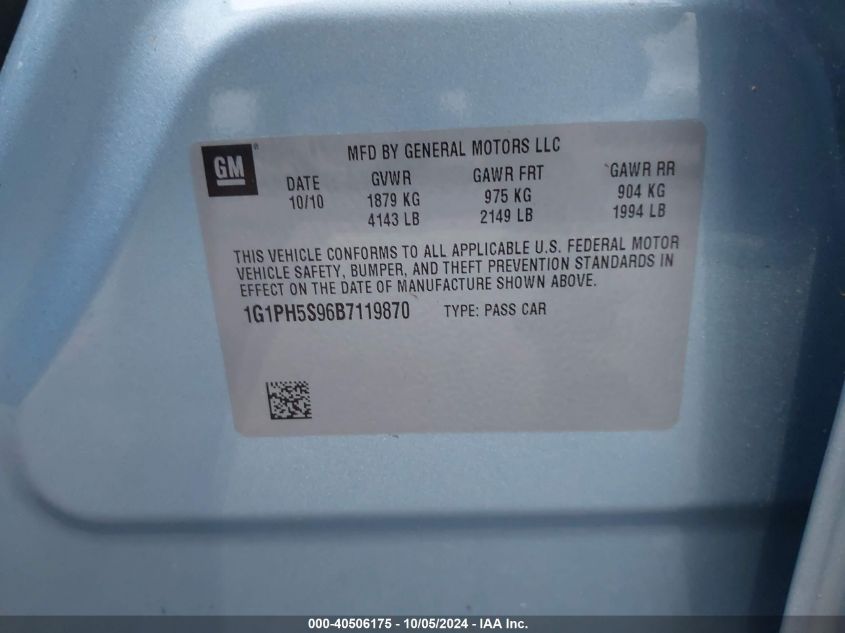 GM
MFD BY GENERAL MOTORS LLC
DATE GVWR GAWR FRT GAWR RR
10/10 1879 KG 975 KG 904 KG
4143 LB 2149 LB 1994 LB
THIS VEHICLE CONFORMS TO ALL APPLICABLE U.S. FEDERAL MOTOR
VEHICLE SAFETY, BUMPER, AND THEFT PREVENTION STANDARDS IN
EFFECT ON THE DATE OF MANUFACTURE SHOWN ABOVE.
1G1PH5S96B7119870 TYPE: PASS CAR
000-40506175 - 10/05/2024 - IAA Inc.